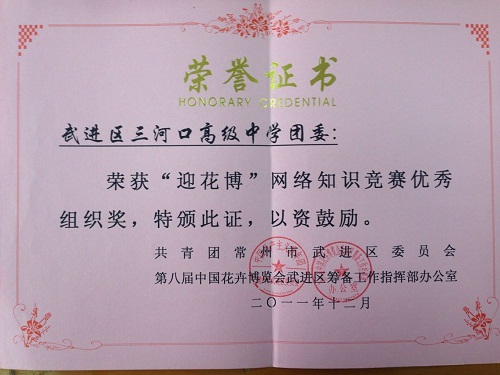 荣誉证书
HONORARY CREDENTIAL
武进区三河口高级中学团委:
荣获“迎花博”网络知识竞赛优秀
组织奖，特颁此证，以资鼓励。
共青团常州市武进区委员会
第八届中国花卉博览会武进区筹备工作指挥部办公室
二〇一一年十二月
办公室